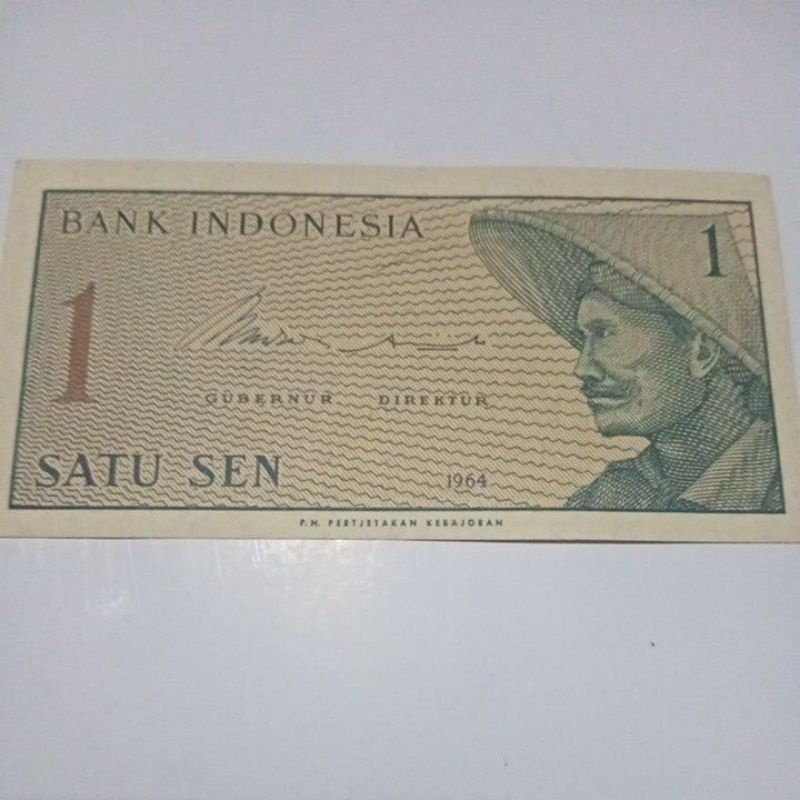 BANK INDONESIA
1
1
GUBERNUR DIREKTUR
SATU SEN
1964
P.N. PERTJETAKAN KEBAJORAN